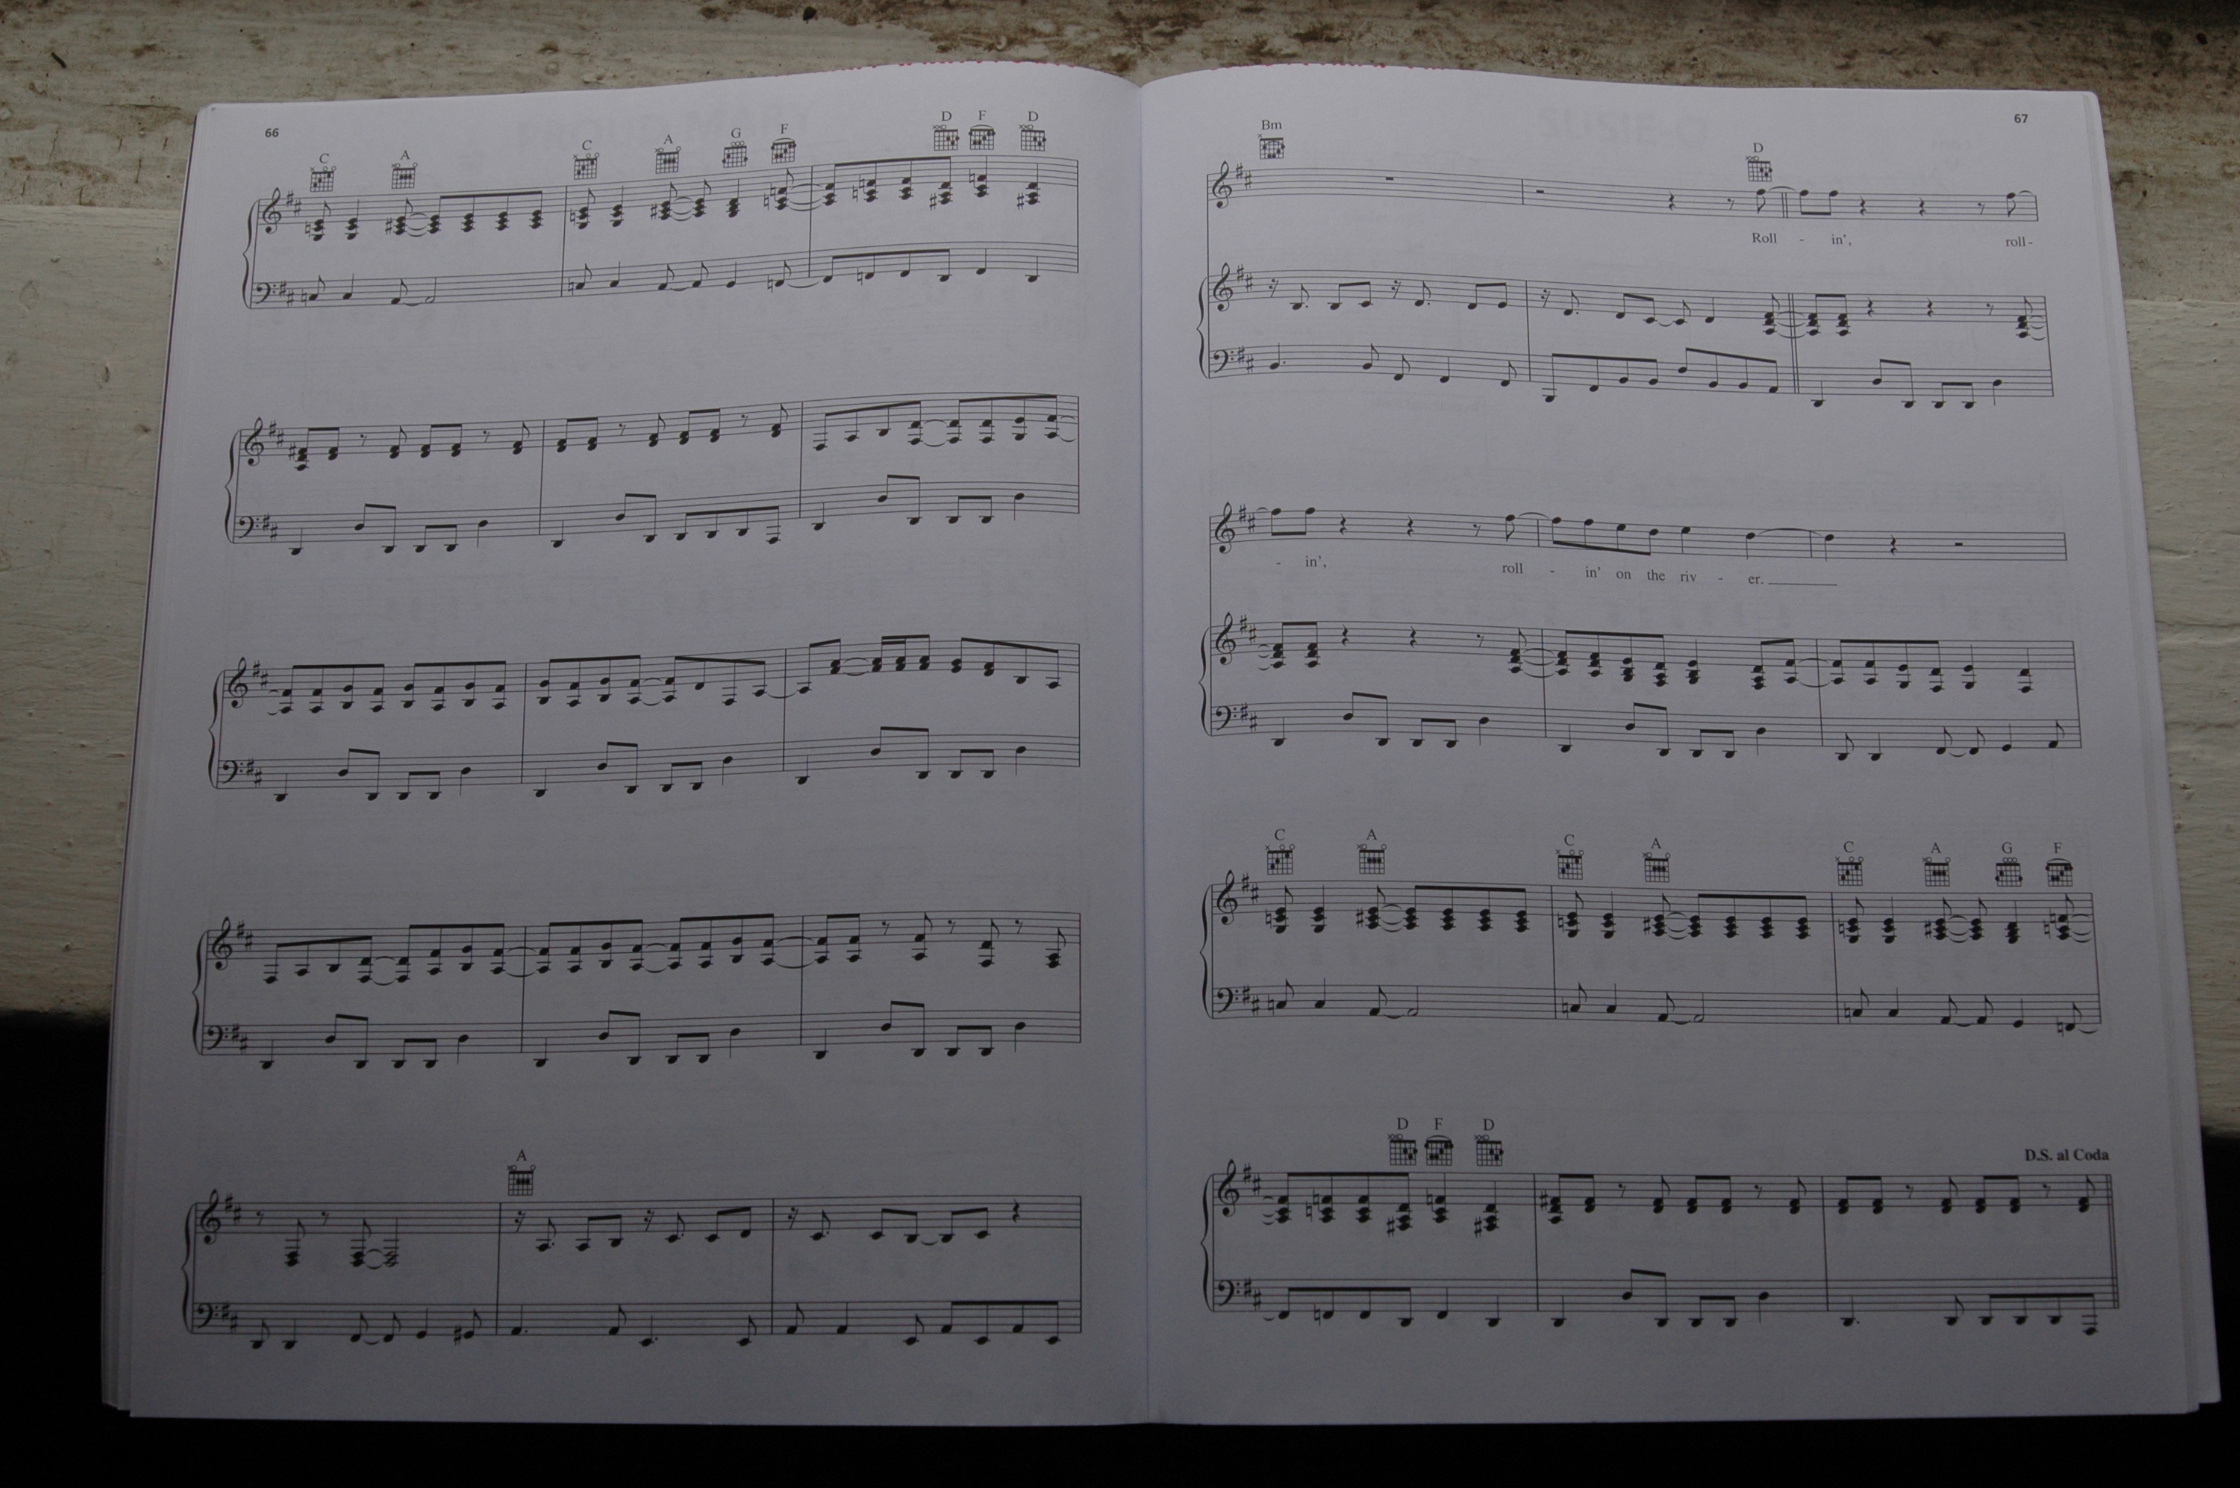 66
C A C A G F D F D
A
67
Bm D
Roll - in', roll-
- in', roll - in' on the riv - er.
C A C A C A G F
D F D
D.S. al Coda